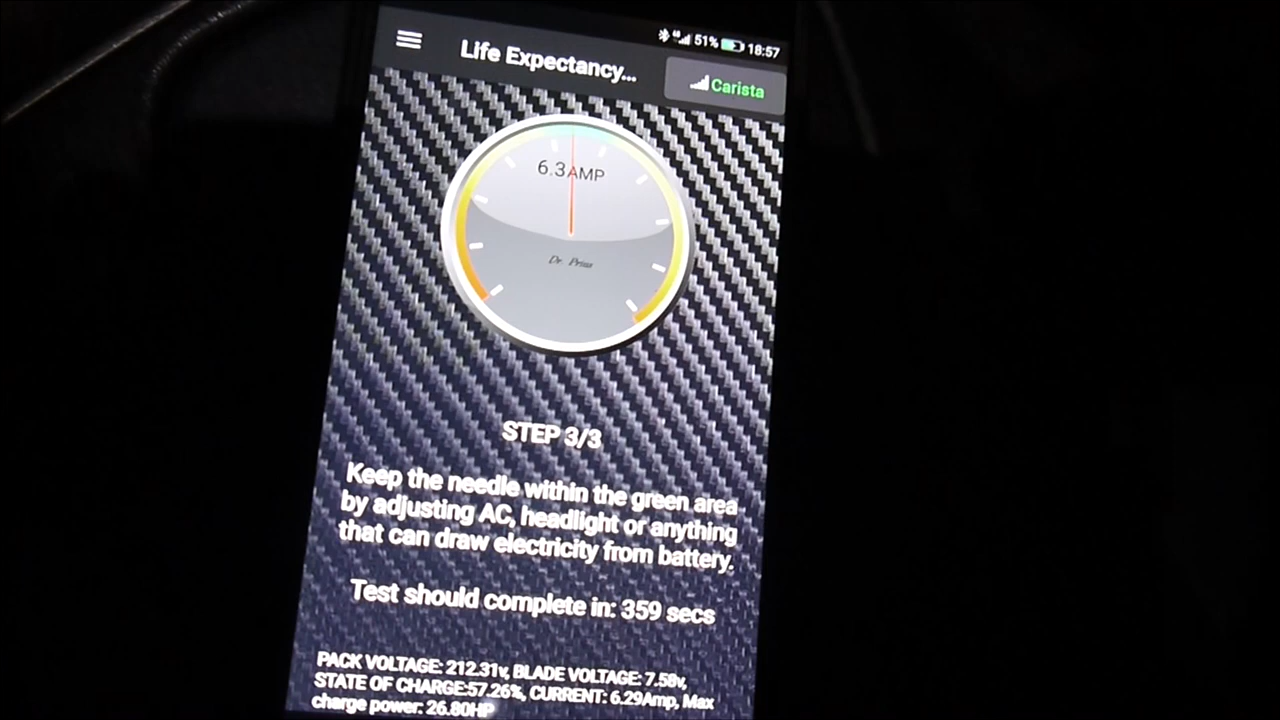 51% 18:57
Life Expectancy...
Carista
6.3AMP
Dr. Prius
STEP 3/3
Keep the needle within the green area
by adjusting AC, headlight or anything
that can draw electricity from battery.
Test should complete in: 359 secs
PACK VOLTAGE: 212.31v, BLADE VOLTAGE: 7.58v,
STATE OF CHARGE:57.26%, CURRENT: 6.29Amp, Max
charge power: 26.80HP